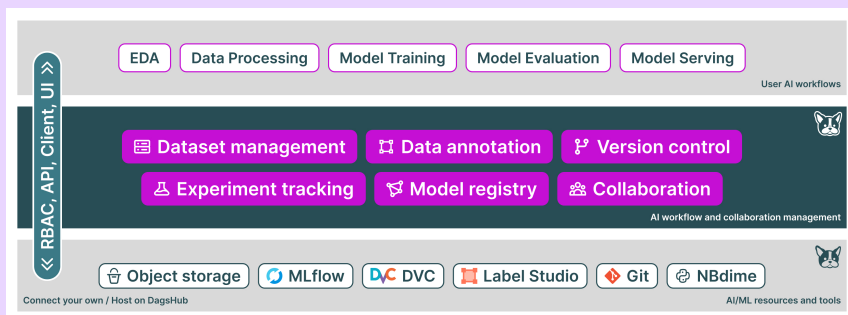 RBAC, API, Client, UI
EDA
Data Processing
Model Training
Model Evaluation
Model Serving
User AI workflows
Dataset management
Data annotation
Version control
Experiment tracking
Model registry
Collaboration
AI workflow and collaboration management
Object storage
MLflow
DVC DVC
Label Studio
Git
NBdime
Connect your own / Host on DagsHub
AI/ML resources and tools